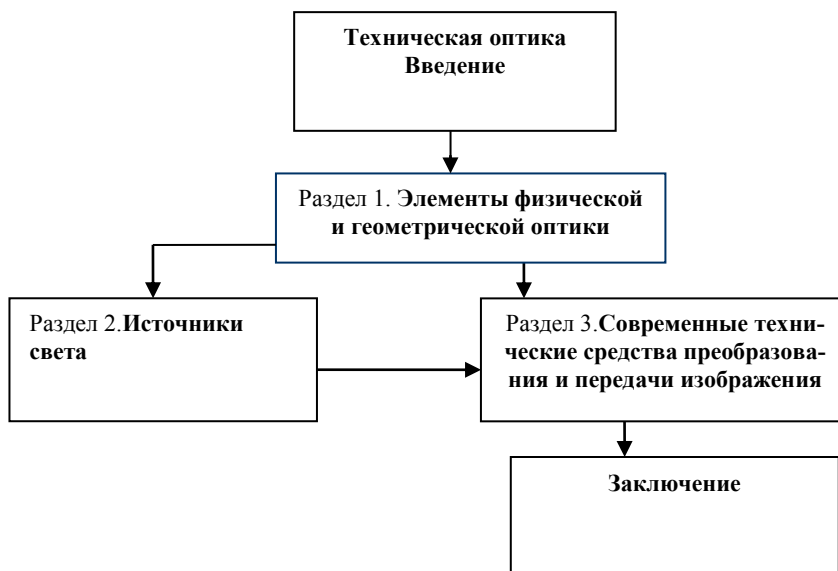 Техническая оптика
Введение
Раздел 1. Элементы физической
и геометрической оптики
Раздел 2.Источники
света
Раздел 3.Современные техни-
ческие средства преобразова-
ния и передачи изображения
Заключение